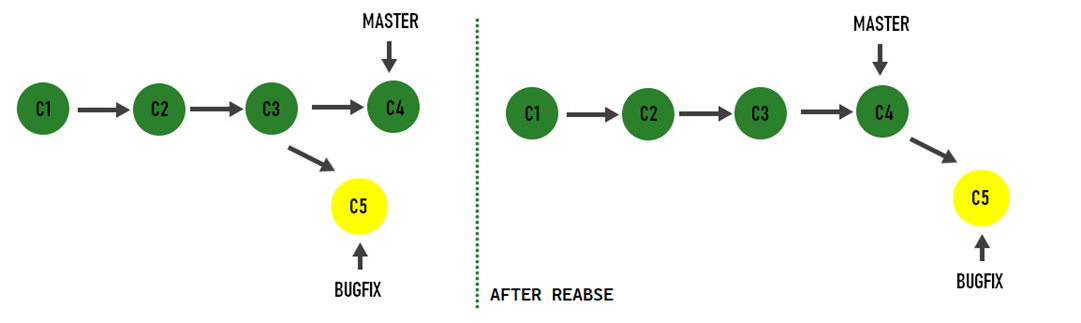 MASTER
C1 C2 C3 C4
C5
BUGFIX
MASTER
C1 C2 C3 C4
C5
BUGFIX
AFTER REABSE